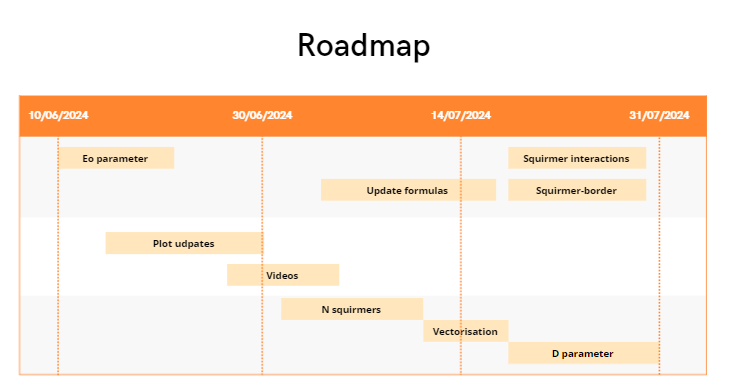 Roadmap
10/06/2024 30/06/2024 14/07/2024 31/07/2024
Eo parameter Squirmer interactions
Update formulas Squirmer-border
Plot udpates
Videos
N squirmers
Vectorisation
D parameter